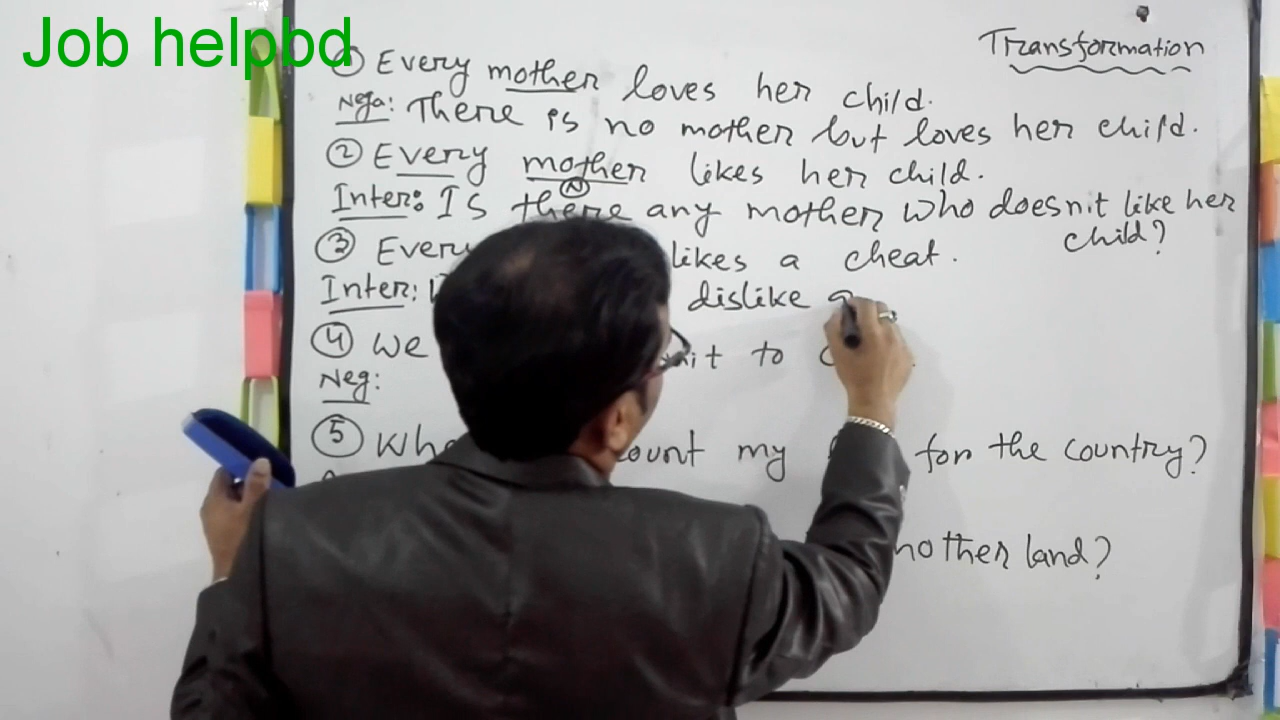 Job helpbd
Transformation
① Every mother loves her child.
Nega: There is no mother but loves her child.
② Every mother likes her child.
N
Inter: Is there any mother who doesn't like her
child?
③ Every likes a cheat.
Inter: dislike a
④ We to
Neg:
⑤ my for the country?
mother land?